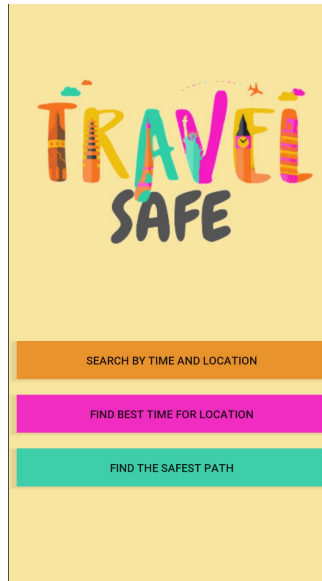 TRAVEL
SAFE
SEARCH BY TIME AND LOCATION
FIND BEST TIME FOR LOCATION
FIND THE SAFEST PATH